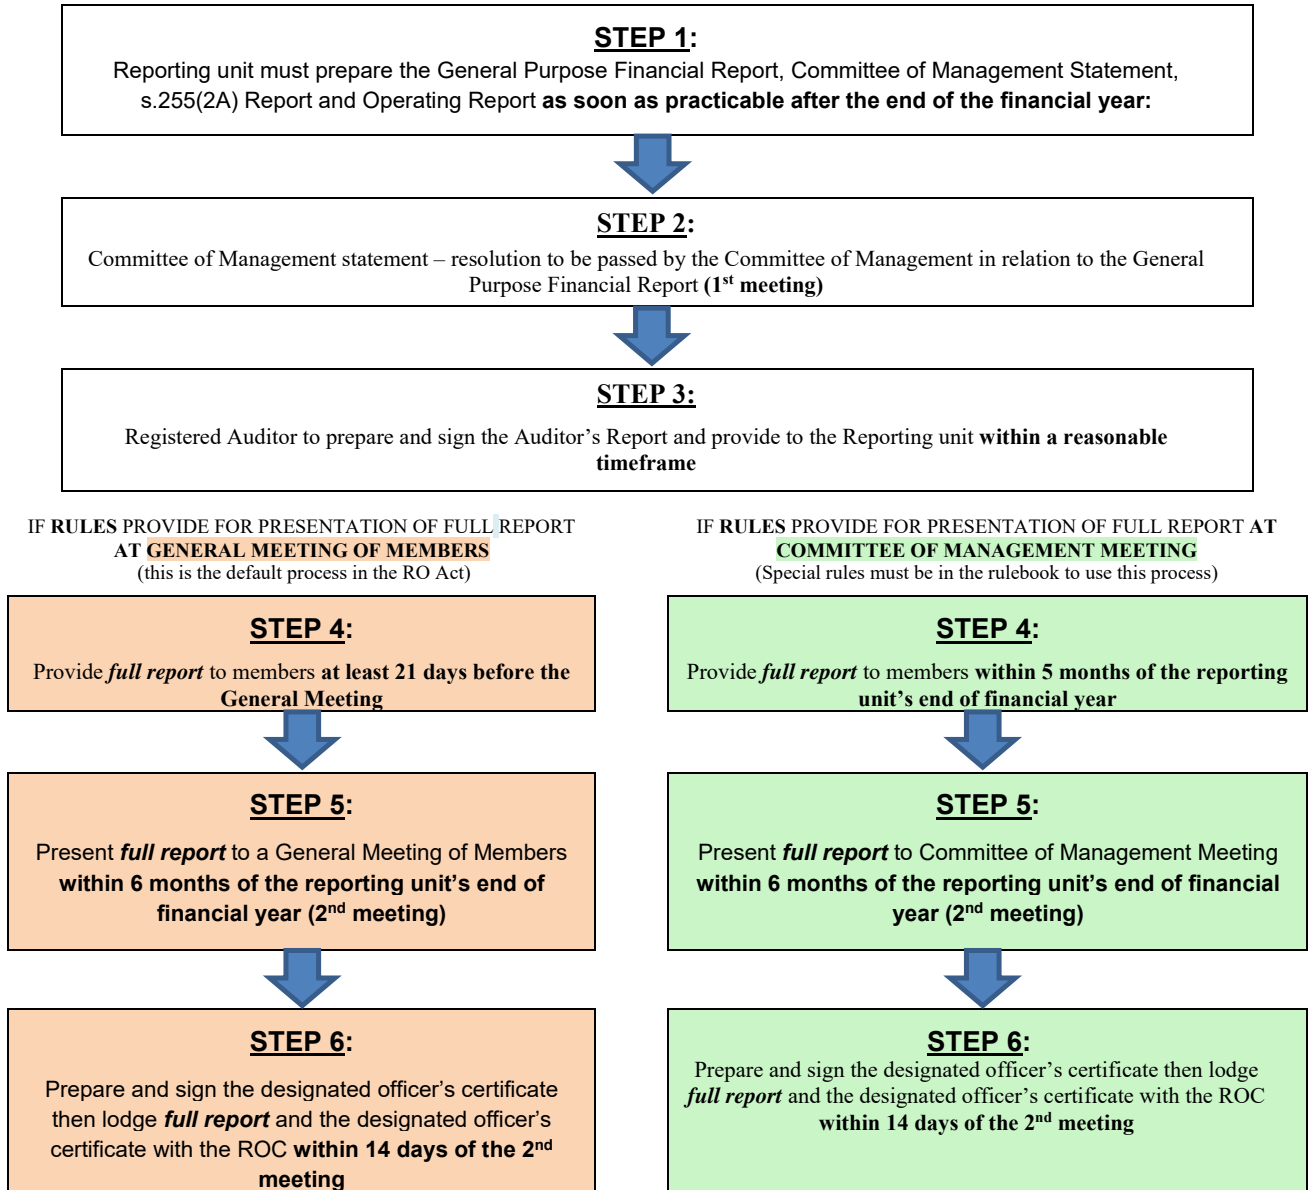 STEP 1:
Reporting unit must prepare the General Purpose Financial Report, Committee of Management Statement,
s.255(2A) Report and Operating Report as soon as practicable after the end of the financial year:
STEP 2:
Committee of Management statement – resolution to be passed by the Committee of Management in relation to the General
Purpose Financial Report (1st meeting)
STEP 3:
Registered Auditor to prepare and sign the Auditor's Report and provide to the Reporting unit within a reasonable
timeframe
IF RULES PROVIDE FOR PRESENTATION OF FULL REPORT
AT GENERAL MEETING OF MEMBERS
(this is the default process in the RO Act)
STEP 4:
Provide full report to members at least 21 days before the
General Meeting
STEP 5:
Present full report to a General Meeting of Members
within 6 months of the reporting unit's end of
financial year (2nd meeting)
STEP 6:
Prepare and sign the designated officer's certificate
then lodge full report and the designated officer's
certificate with the ROC within 14 days of the 2nd
meeting
IF RULES PROVIDE FOR PRESENTATION OF FULL REPORT AT
COMMITTEE OF MANAGEMENT MEETING
(Special rules must be in the rulebook to use this process)
STEP 4:
Provide full report to members within 5 months of the reporting
unit's end of financial year
STEP 5:
Present full report to Committee of Management Meeting
within 6 months of the reporting unit's end of financial
year (2nd meeting)
STEP 6:
Prepare and sign the designated officer's certificate then lodge
full report and the designated officer's certificate with the ROC
within 14 days of the 2nd meeting